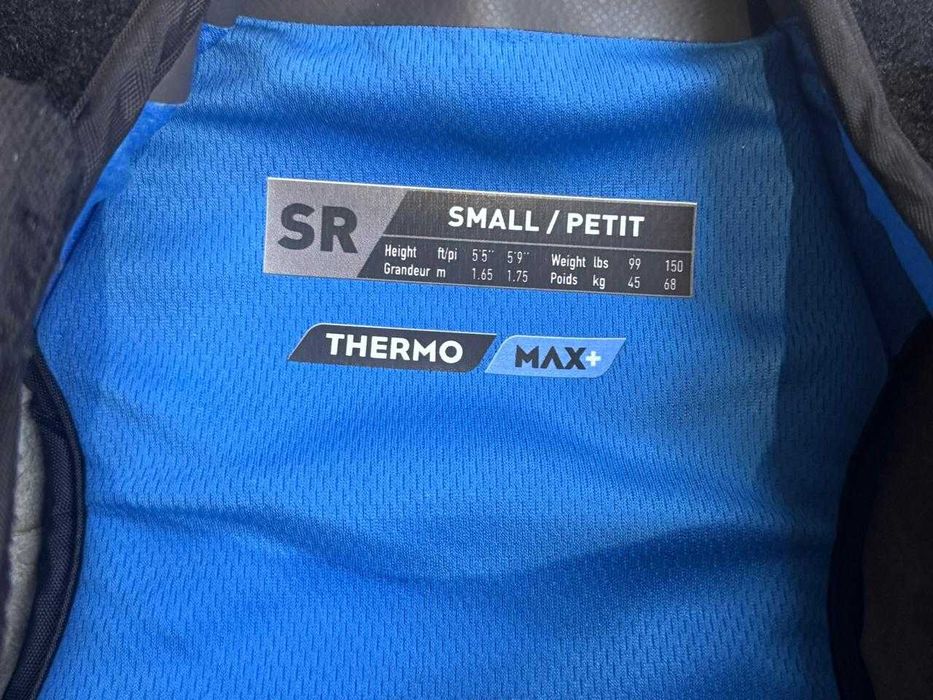 SR
SMALL / PETIT
Height ft/pi 5'5'' 5'9'' Weight lbs 99 150
Grandeur m 1.65 1.75 Poids kg 45 68
THERMO MAX+